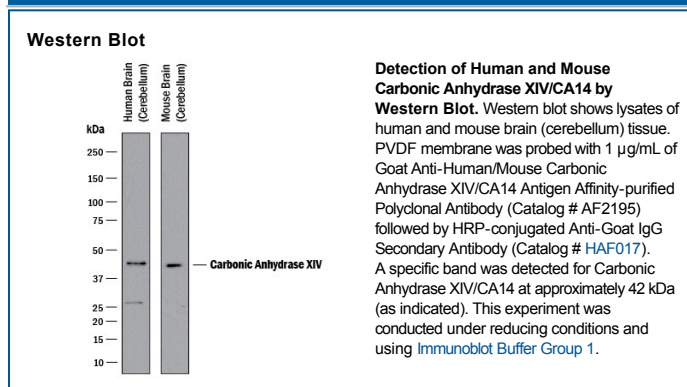 Western Blot
Human Brain
(Cerebellum)
Mouse Brain
(Cerebellum)
kDa
250
150
100
75
50
37
25
20
15
10
Carbonic Anhydrase XIV
Detection of Human and Mouse
Carbonic Anhydrase XIV/CA14 by
Western Blot. Western blot shows lysates of
human and mouse brain (cerebellum) tissue.
PVDF membrane was probed with 1 µg/mL of
Goat Anti-Human/Mouse Carbonic
Anhydrase XIV/CA14 Antigen Affinity-purified
Polyclonal Antibody (Catalog # AF2195)
followed by HRP-conjugated Anti-Goat IgG
Secondary Antibody (Catalog # HAF017).
A specific band was detected for Carbonic
Anhydrase XIV/CA14 at approximately 42 kDa
(as indicated). This experiment was
conducted under reducing conditions and
using Immunoblot Buffer Group 1.